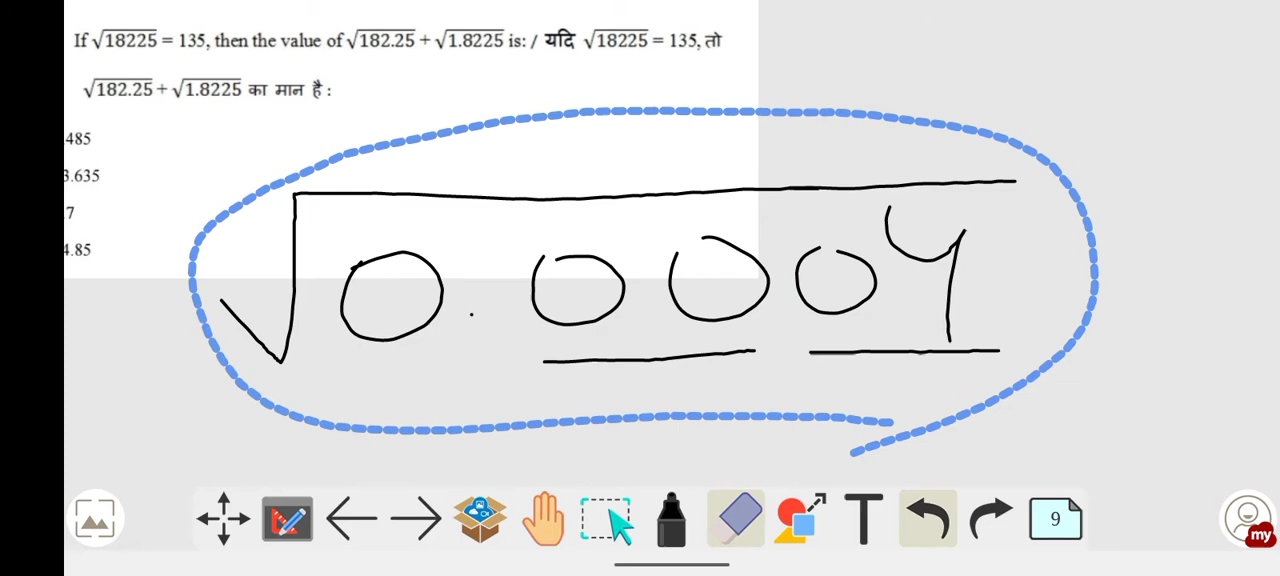 If √18225 = 135, then the value of √182.25 + √1.8225 is: / यदि √18225 = 135, तो
√182.25 + √1.8225 का मान है :
.485
3.635
.7
4.85
√0.0004
T
9
my